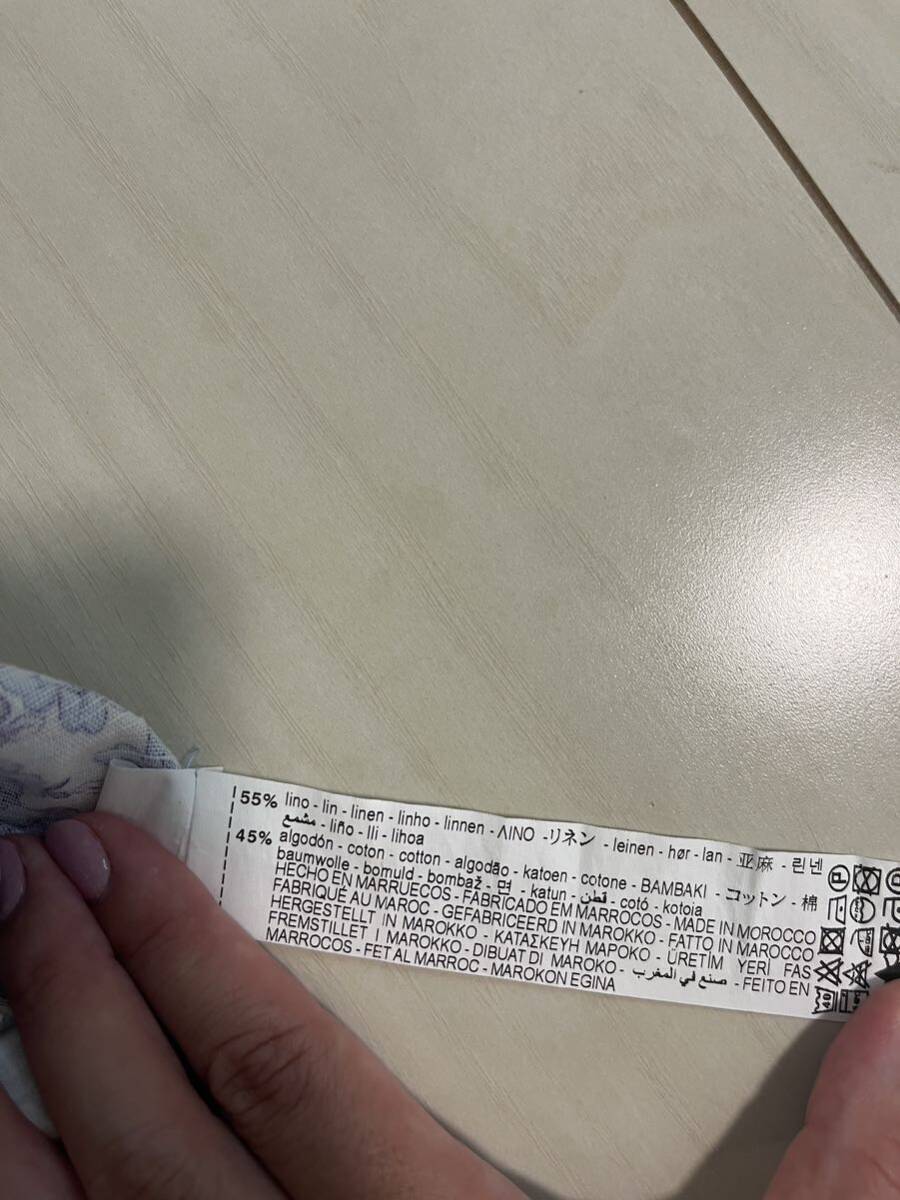 55% lino - lin - linen - linho - linnen - ΛΙΝΟ - リネン - leinen - hør - lan - 亚麻 - 린넨
مشمع - liño - lli - lihoa
45% algodón - coton - cotton - algodão - katoen - cotone - BAMBAKI - コットン - 棉
baumwolle - bomuld - bombaž - 면 - katun - قطن - cotó - kotoia
HECHO EN MARRUECOS - FABRICADO EM MARROCOS - MADE IN MOROCCO
FABRIQUÉ AU MAROC - GEFABRICEERD IN MAROKKO - FATTO IN MAROCCO
HERGESTELLT IN MAROKKO - ΚΑΤΑΣΚΕΥΗ ΜΑΡΟΚΟ - ÜRETİM YERİ FAS
FREMSTILLET I MAROKKO - DIBUAT DI MAROKO - صنع في المغرب - FEITO EN
MARROCOS - FET AL MARROC - MAROKON EGINA